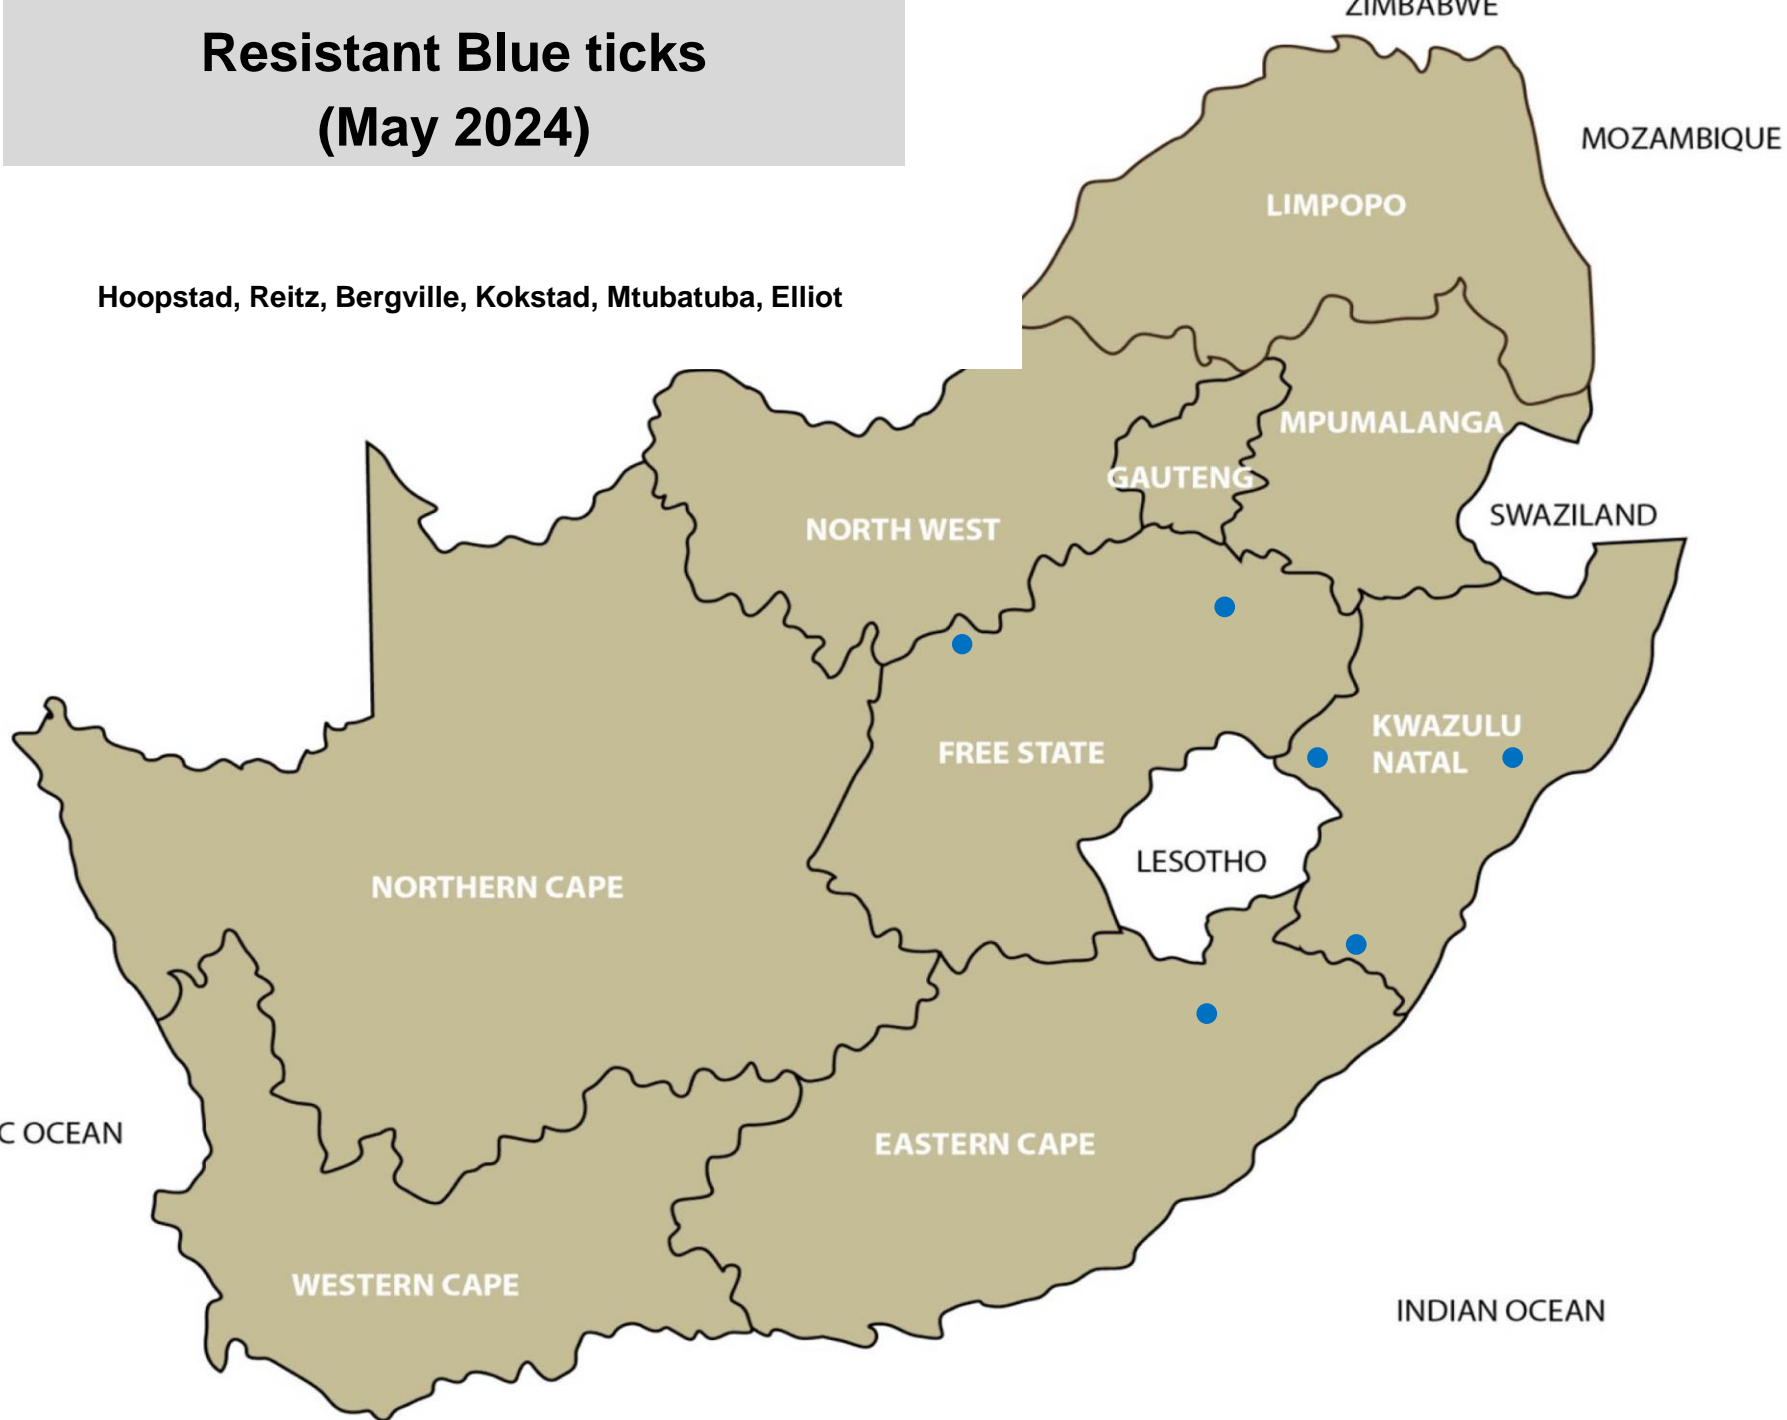 Resistant Blue ticks
(May 2024)
ZIMBABWE
MOZAMBIQUE
LIMPOPO
Hoopstad, Reitz, Bergville, Kokstad, Mtubatuba, Elliot
MPUMALANGA
GAUTENG
SWAZILAND
NORTH WEST
KWAZULU
NATAL
FREE STATE
LESOTHO
NORTHERN CAPE
C OCEAN
EASTERN CAPE
WESTERN CAPE
INDIAN OCEAN